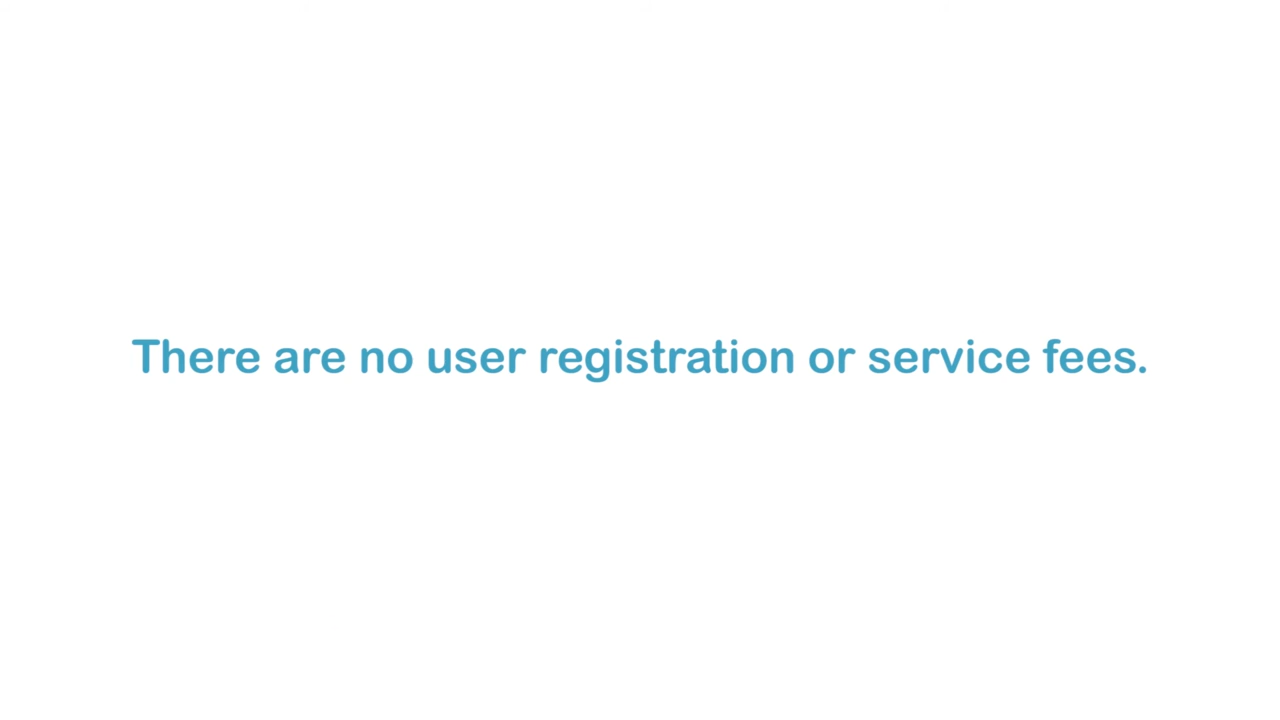 There are no user registration or service fees.